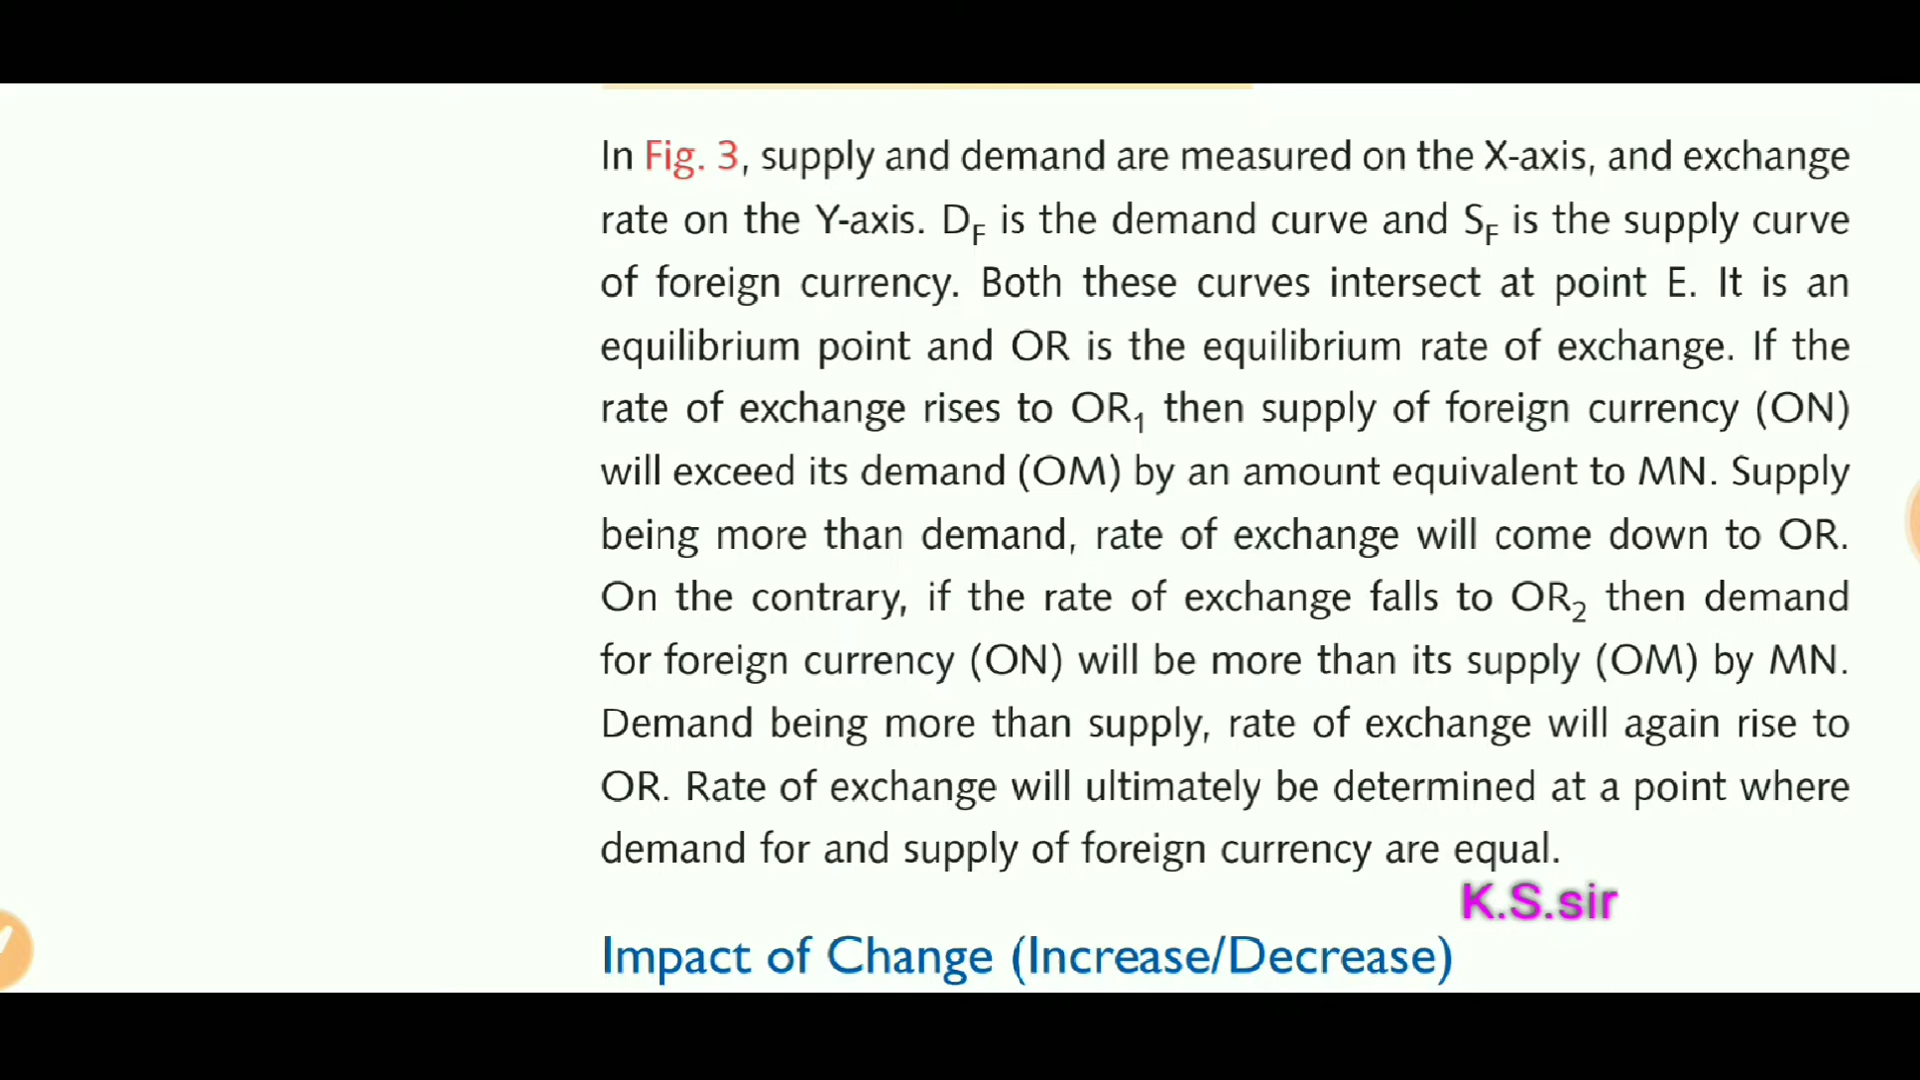 In Fig. 3, supply and demand are measured on the X-axis, and exchange
rate on the Y-axis. D_F is the demand curve and S_F is the supply curve
of foreign currency. Both these curves intersect at point E. It is an
equilibrium point and OR is the equilibrium rate of exchange. If the
rate of exchange rises to OR₁ then supply of foreign currency (ON)
will exceed its demand (OM) by an amount equivalent to MN. Supply
being more than demand, rate of exchange will come down to OR.
On the contrary, if the rate of exchange falls to OR₂ then demand
for foreign currency (ON) will be more than its supply (OM) by MN.
Demand being more than supply, rate of exchange will again rise to
OR. Rate of exchange will ultimately be determined at a point where
demand for and supply of foreign currency are equal.
K.S.sir
Impact of Change (Increase/Decrease)